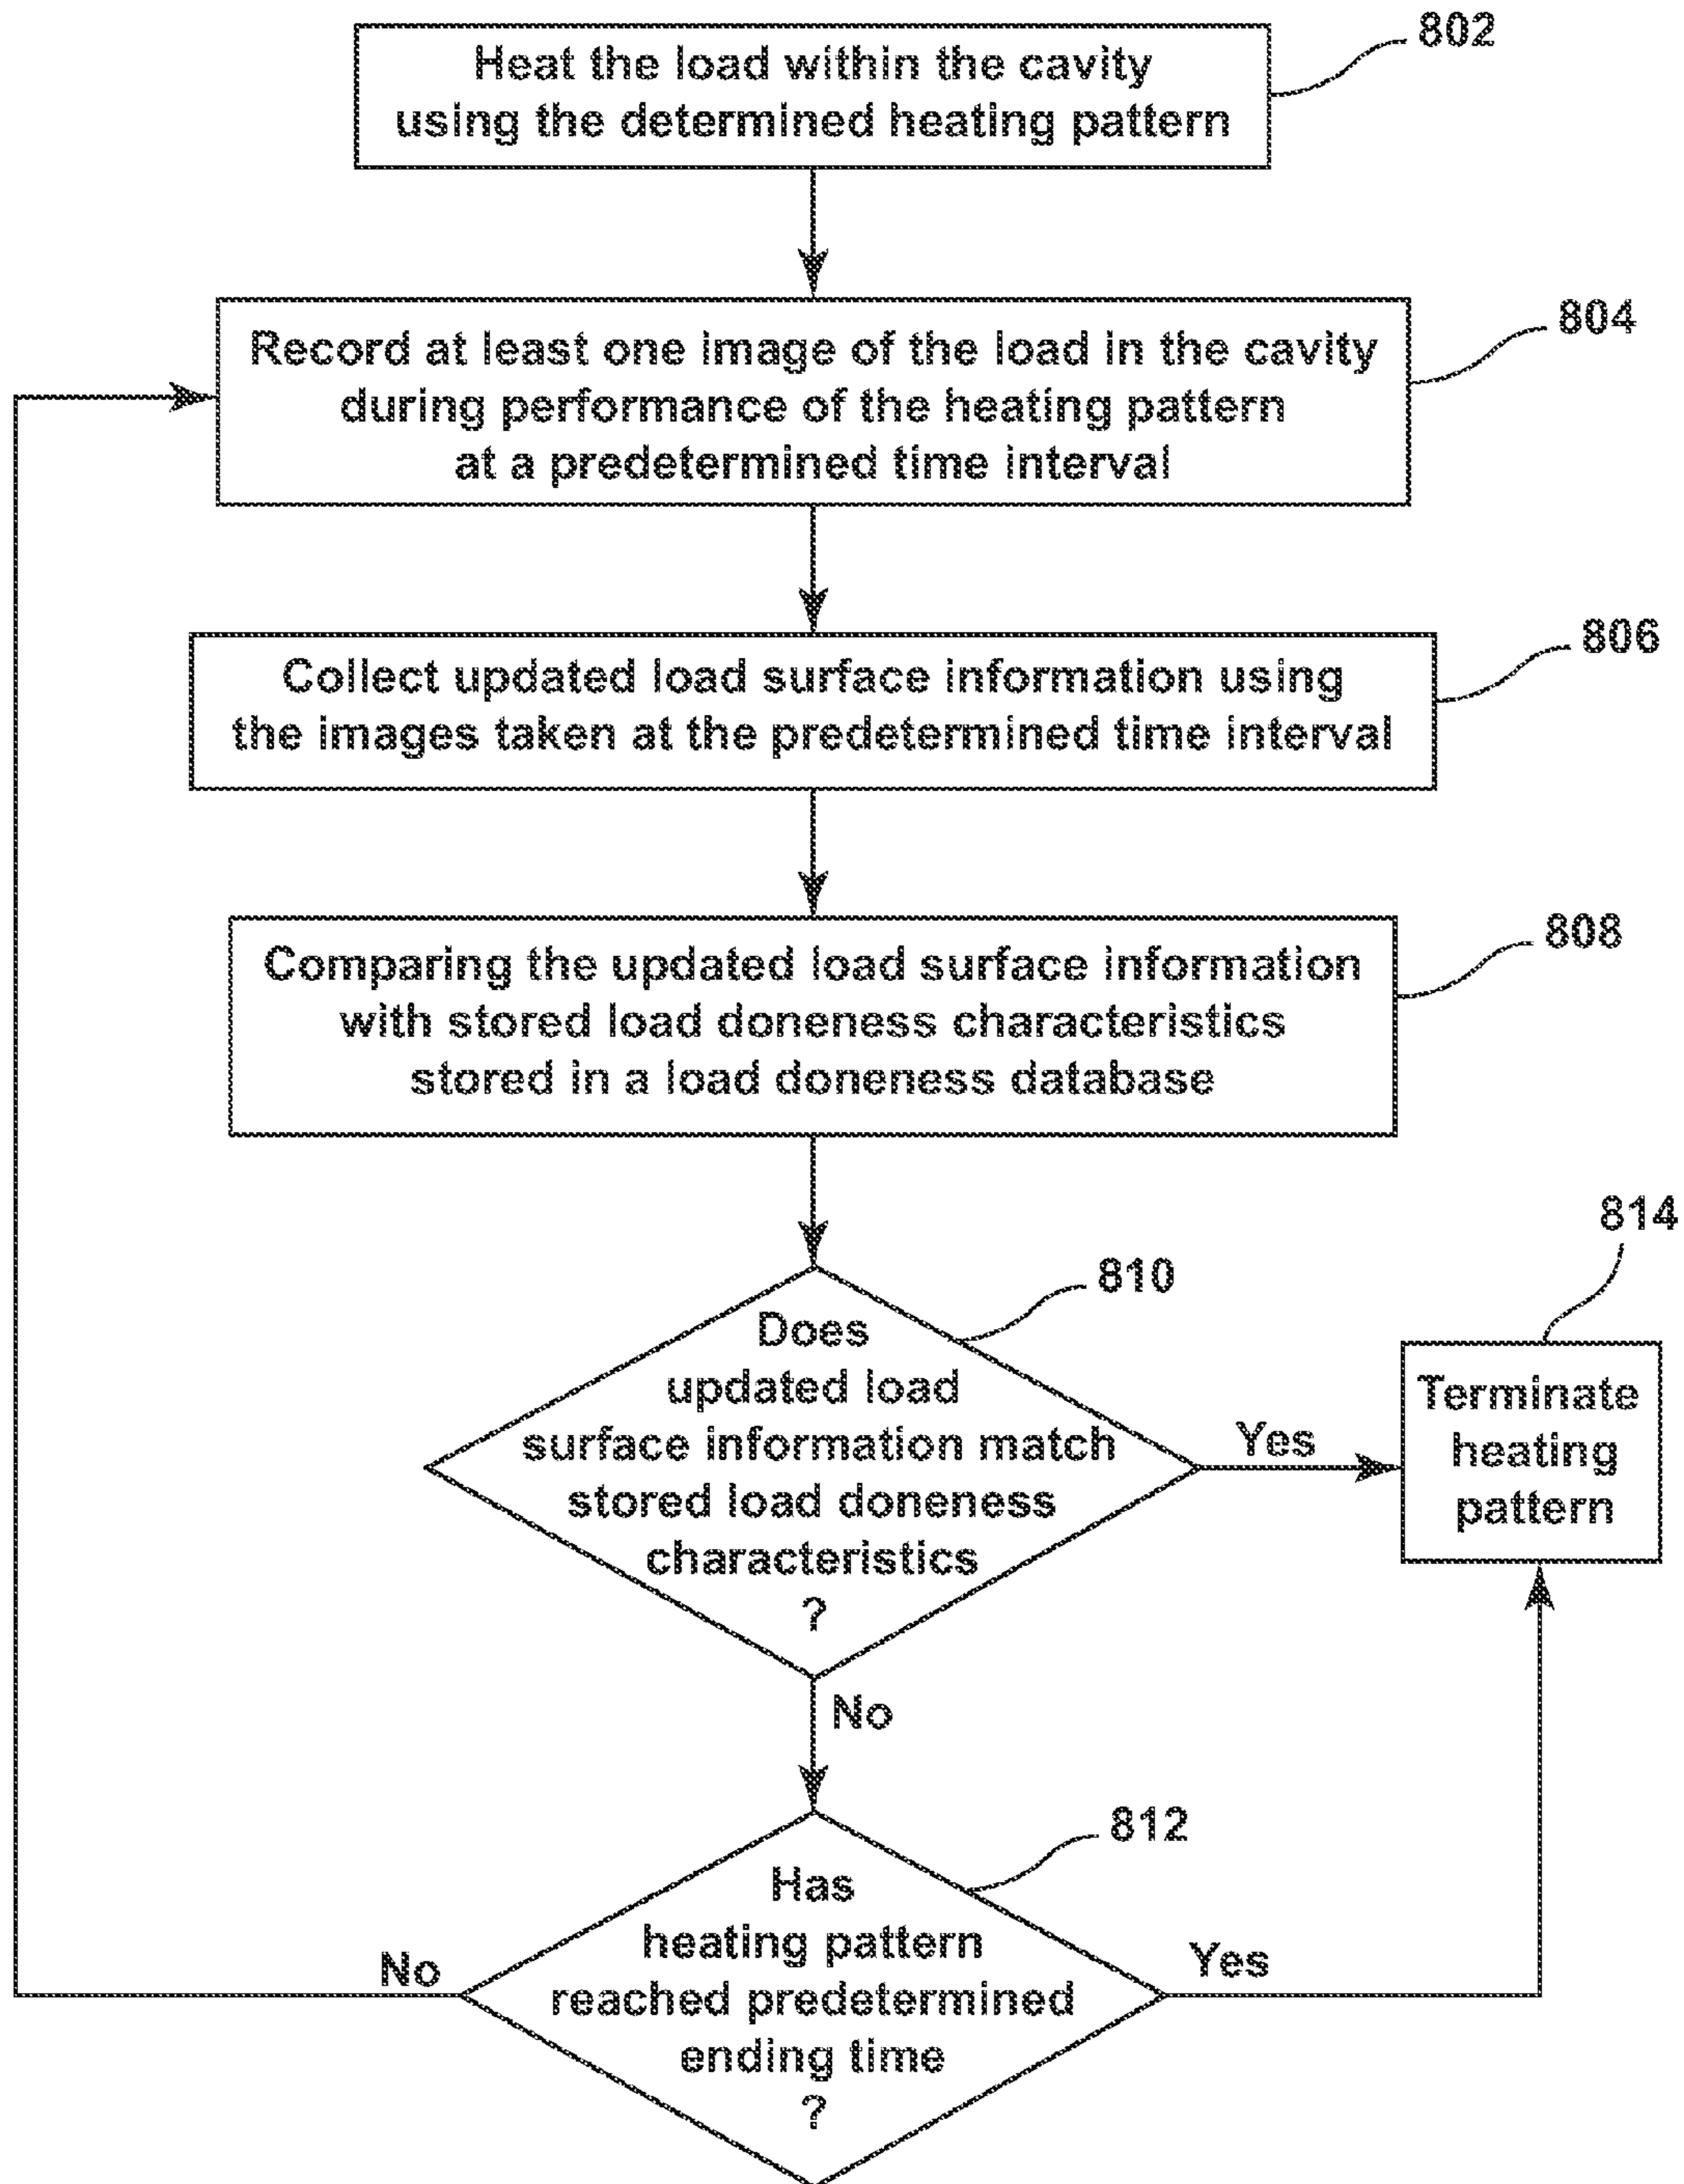 802
Heat the load within the cavity
using the determined heating pattern
804
Record at least one image of the load in the cavity
during performance of the heating pattern
at a predetermined time interval
806
Collect updated load surface information using
the images taken at the predetermined time interval
808
Comparing the updated load surface information
with stored load doneness characteristics
stored in a load doneness database
810
Does
updated load
surface information match
stored load doneness
characteristics
?
Yes
814
Terminate
heating
pattern
No
812
Has
heating pattern
reached predetermined
ending time
?
No
Yes